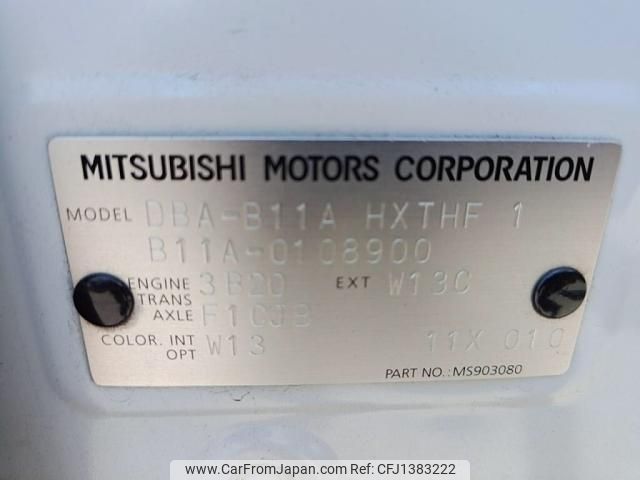 MITSUBISHI MOTORS CORPORATION
MODEL DBA-B11A HXTHF 1
B11A-0108900
ENGINE 3B20 EXT W13C
TRANS
AXLE F1CJB
COLOR. INT W13 11X 010
OPT
PART NO.:MS903080
www.CarFromJapan.com - CFJ1383222